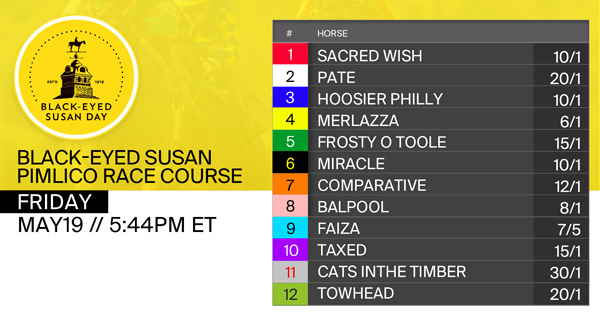 EST'D 1919
BLACK-EYED
SUSAN DAY
BLACK-EYED SUSAN
PIMLICO RACE COURSE
FRIDAY
MAY19 // 5:44PM ET
# HORSE
1 SACRED WISH 10/1
2 PATE 20/1
3 HOOSIER PHILLY 10/1
4 MERLAZZA 6/1
5 FROSTY O TOOLE 15/1
6 MIRACLE 10/1
7 COMPARATIVE 12/1
8 BALPOOL 8/1
9 FAIZA 7/5
10 TAXED 15/1
11 CATS INTHE TIMBER 30/1
12 TOWHEAD 20/1